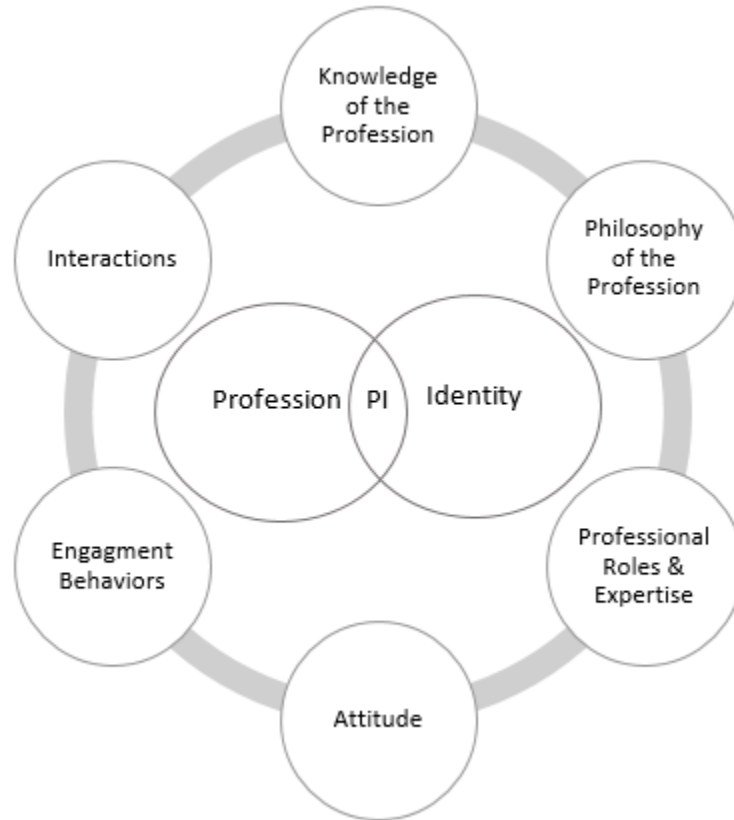 Knowledge
of the
Profession
Interactions
Philosophy
of the
Profession
Profession PI Identity
Engagment
Behaviors
Professional
Roles &
Expertise
Attitude